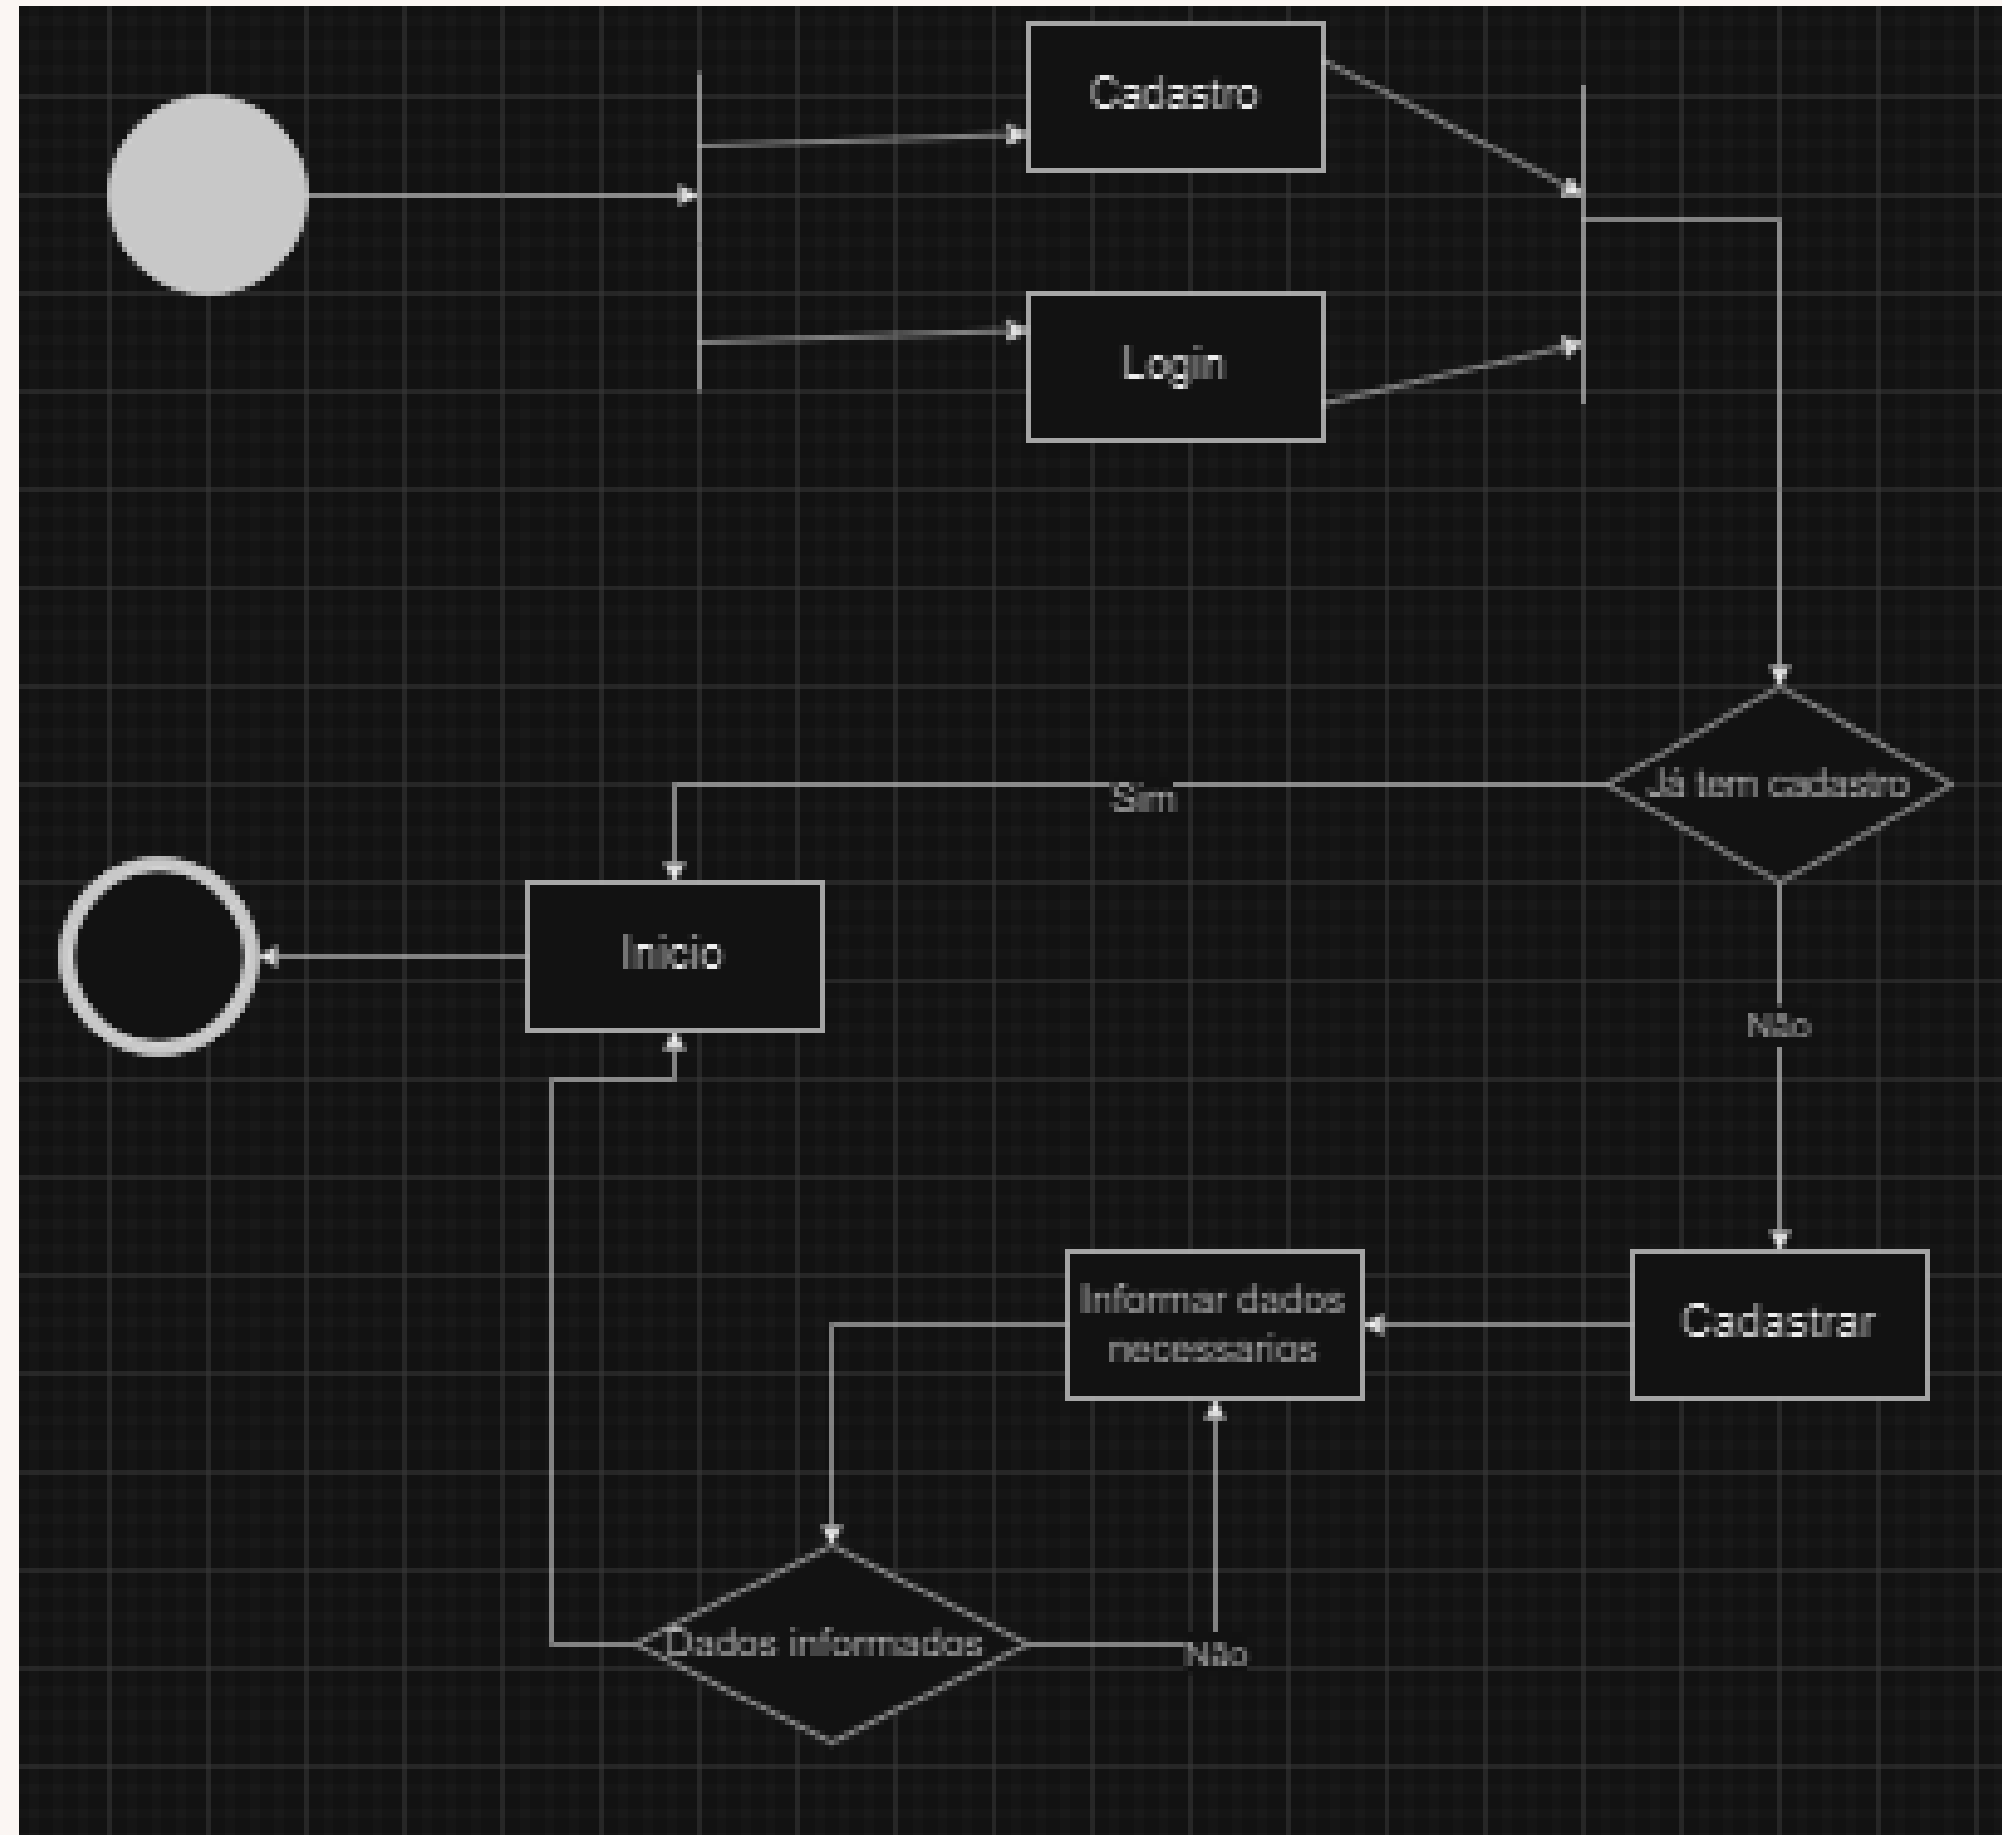 Cadastro
Login
Já tem cadastro
Sim
Inicio
Não
Informar dados
necessarios
Cadastrar
Dados informados
Não